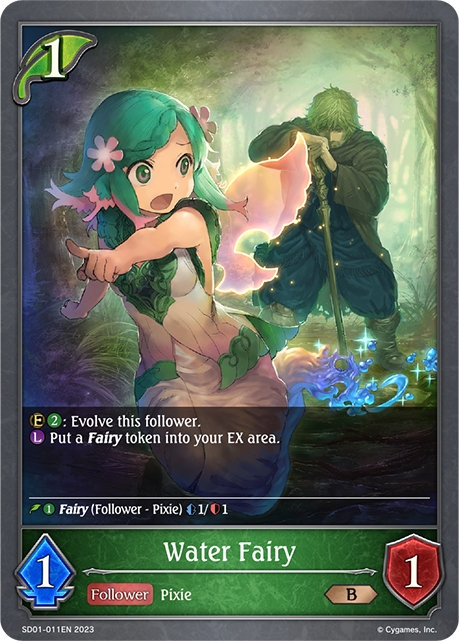 1
E 2 : Evolve this follower.
L Put a Fairy token into your EX area.
1 Fairy (Follower - Pixie) 1/ 1
Water Fairy
1 Follower Pixie B 1
SD01-011EN 2023 © Cygames, Inc.